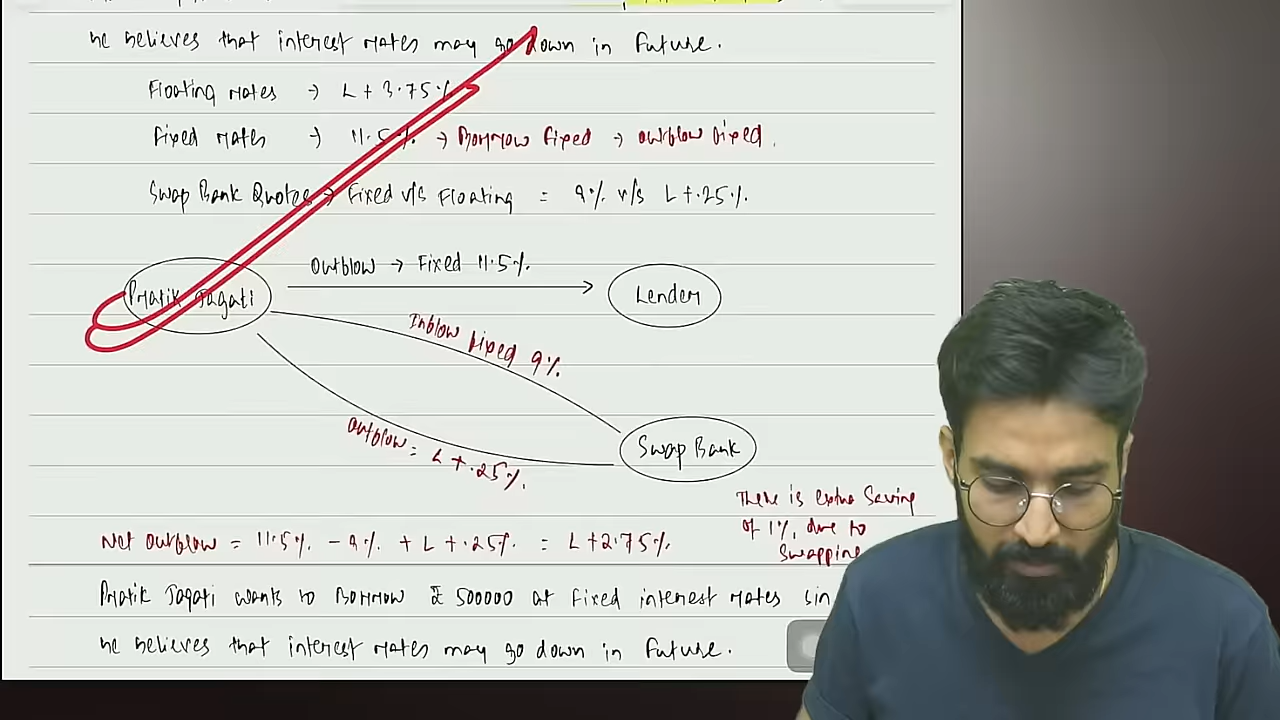 he believes that interest rates may go down in future.
Floating rates → L + 3.75%
Fixed rates → 11.5% → Borrow fixed → outflow fixed.
Swap Bank Quotes → Fixed v/s Floating = 9% v/s L+.25%.
Outflow → Fixed 11.5%.
Pratik Jagati
Lender
Inflow fixed 9%.
Outflow = L+.25%.
Swap Bank
There is extra saving
of 1%, due to
swapping
Net outflow = 11.5% - 9% + L+.25% = L+2.75%
Pratik Jagati wants to Borrow ₹ 500000 at fixed interest rates sin
he believes that interest rates may go down in future.